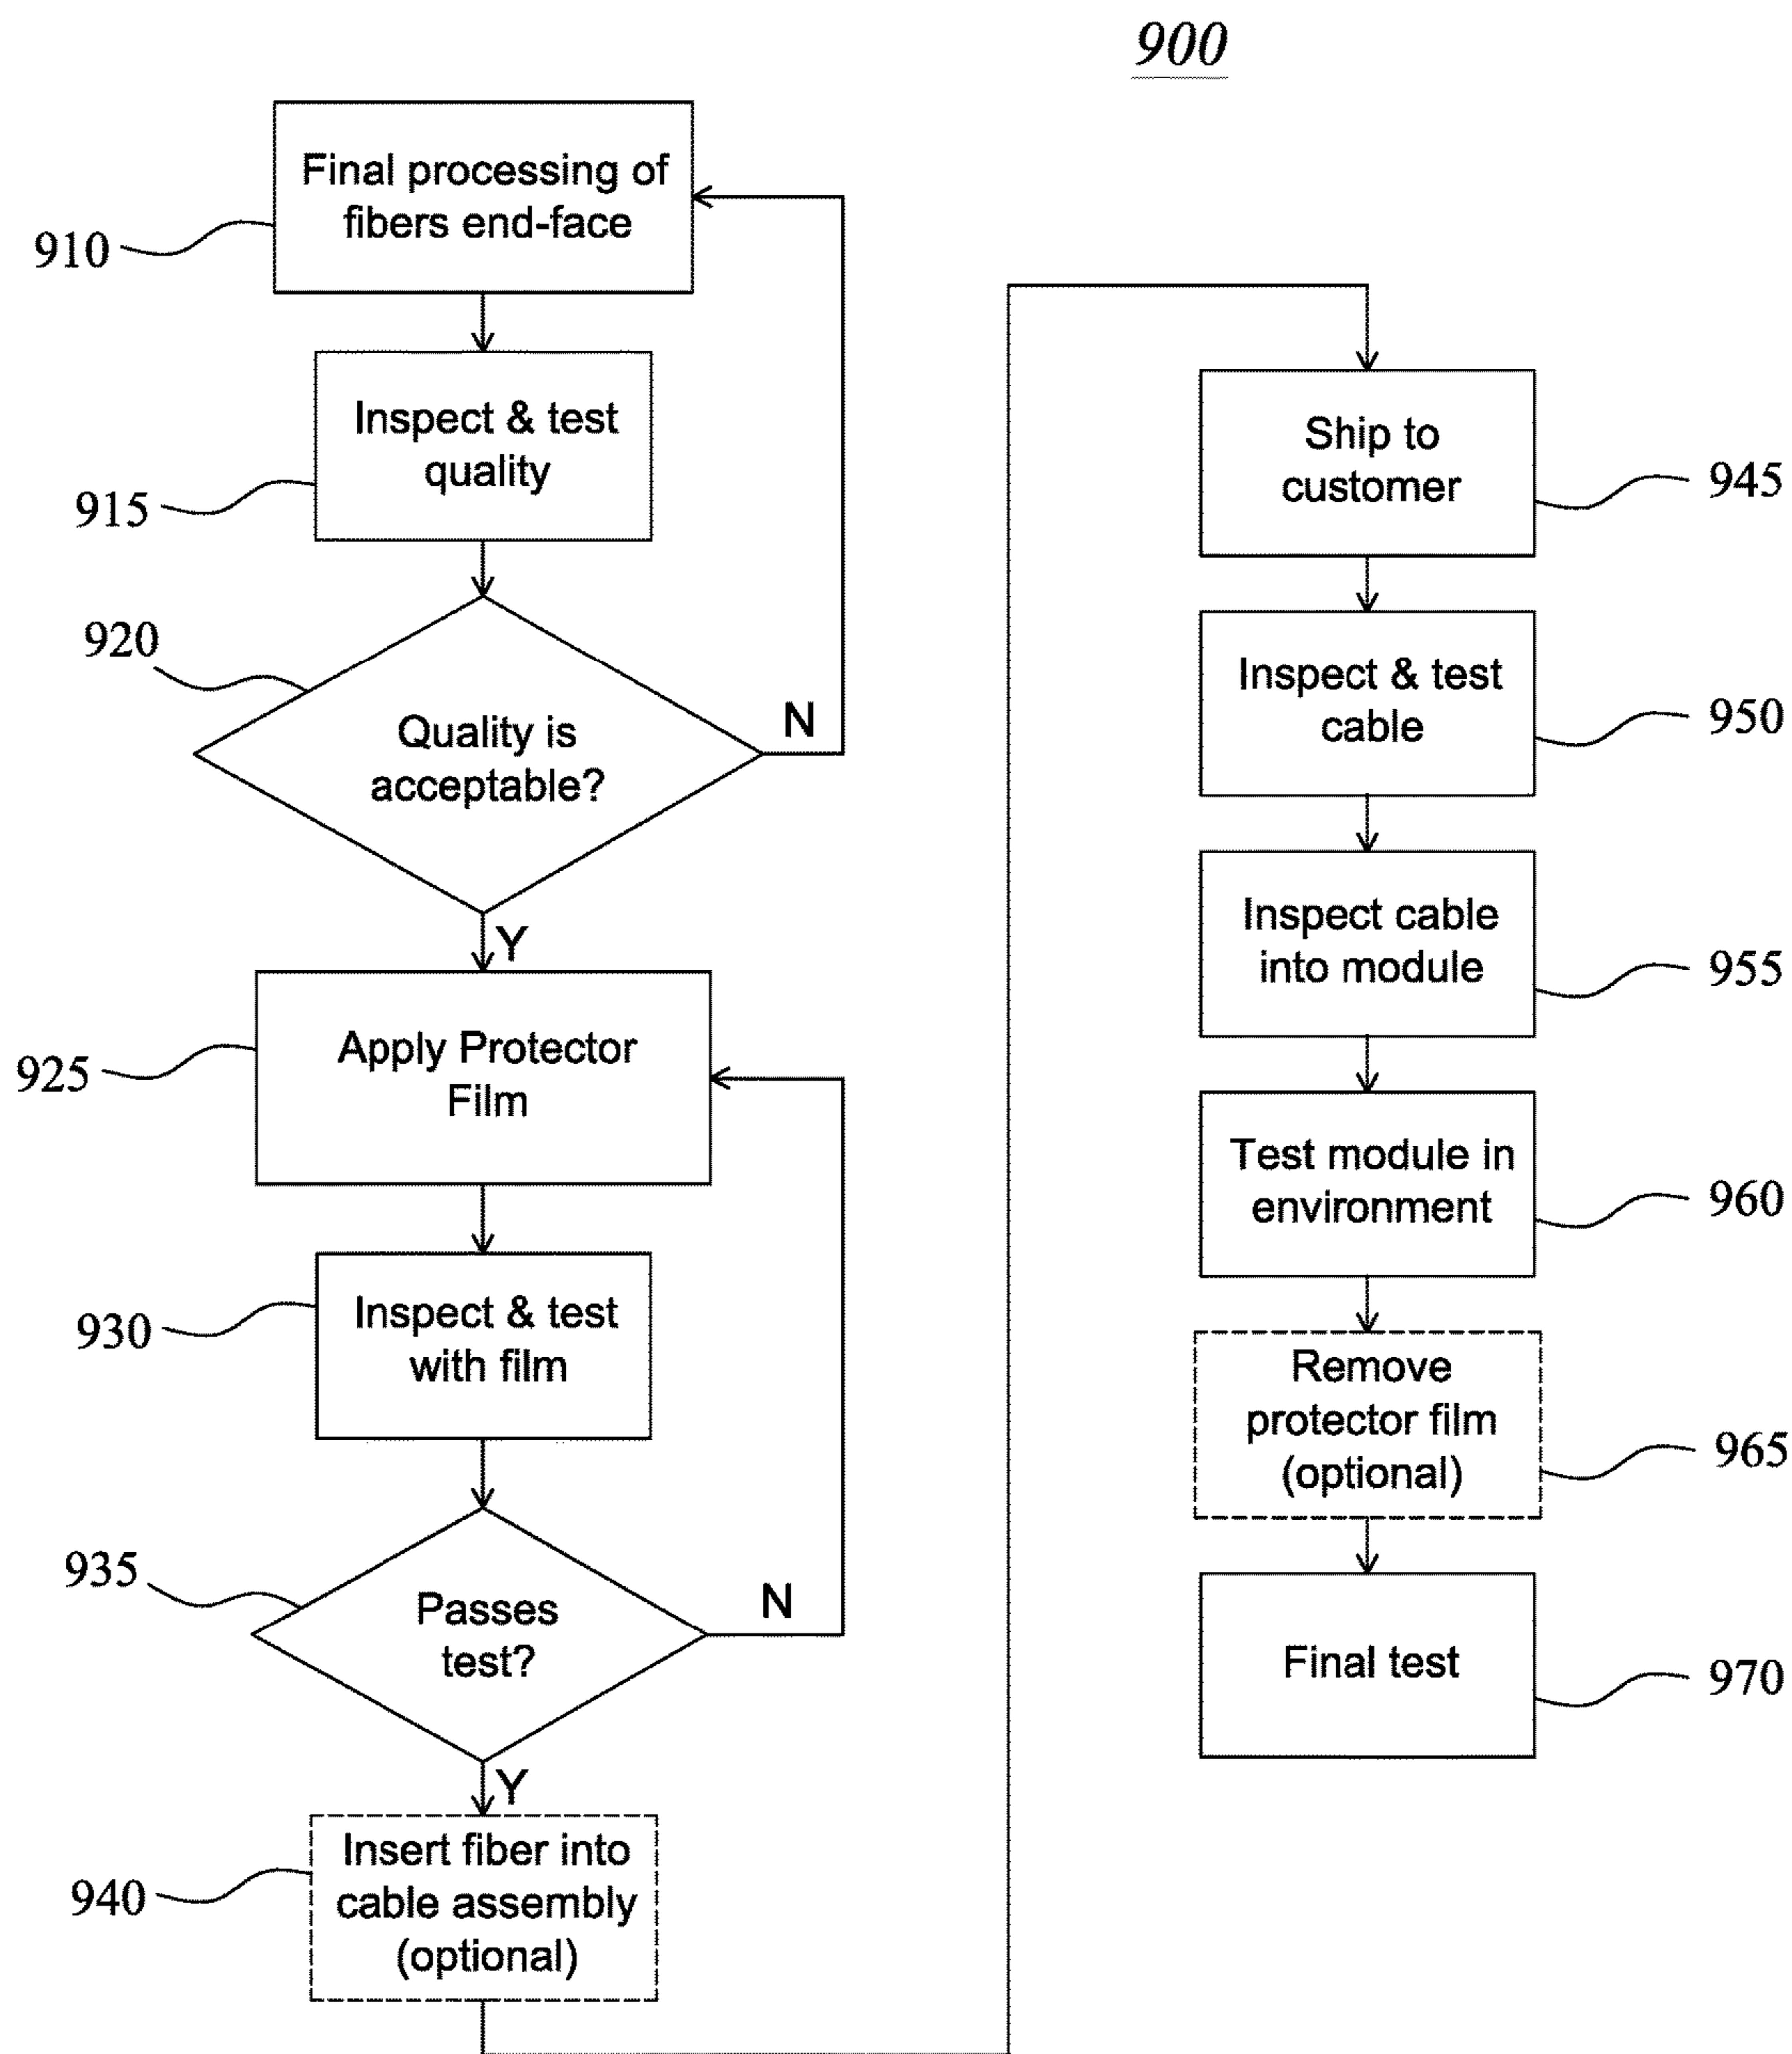 900
Final processing of
fibers end-face
910
Inspect & test
quality
915
920
Quality is
acceptable?
N
Y
Apply Protector
Film
925
Inspect & test
with film
930
935
Passes
test?
N
Y
Insert fiber into
cable assembly
(optional)
940
Ship to
customer
945
Inspect & test
cable
950
Inspect cable
into module
955
Test module in
environment
960
Remove
protector film
(optional)
965
Final test
970